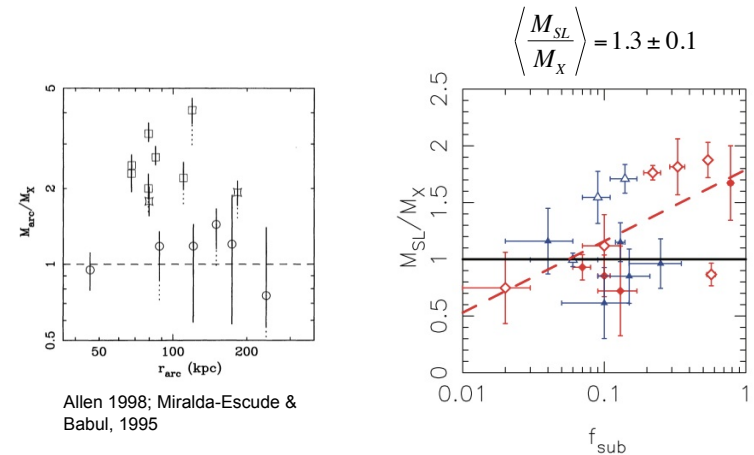 ⟨ M_SL / M_X ⟩ = 1.3 ± 0.1
5
2
1
0.5
M_arc/M_X
50
100
200
r_arc (kpc)
Allen 1998; Miralda-Escude &
Babul, 1995
2.5
2
1.5
1
0.5
0
M_SL/M_X
0.01
0.1
1
f_sub